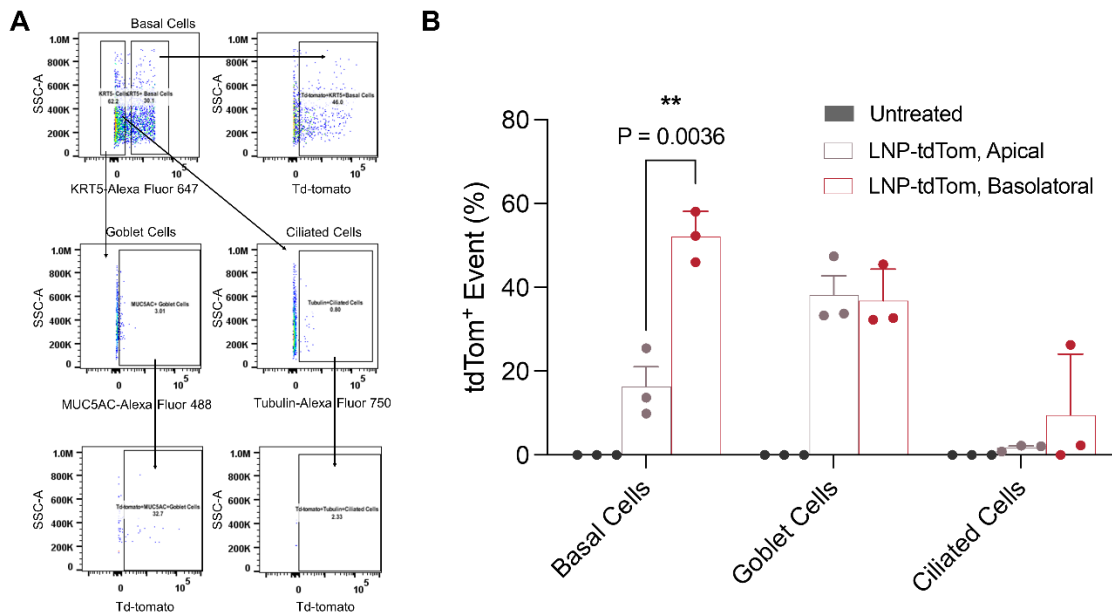 A
Basal Cells
1.0M
800K
600K
400K
200K
0
SSC-A
KRT5- Cells
62.2
KRT5+ Basal Cells
30.1
0
10^5
KRT5-Alexa Fluor 647
1.0M
800K
600K
400K
200K
0
SSC-A
Td-tomato+KRT5+Basal Cells
46.0
0
10^5
Td-tomato
Goblet Cells
1.0M
800K
600K
400K
200K
0
SSC-A
MUC5AC+ Goblet Cells
3.01
0
10^5
MUC5AC-Alexa Fluor 488
Ciliated Cells
1.0M
800K
600K
400K
200K
0
SSC-A
Tubulin+Ciliated Cells
0.80
0
10^5
Tubulin-Alexa Fluor 750
1.0M
800K
600K
400K
200K
0
SSC-A
Td-tomato+MUC5AC+Goblet Cells
32.7
0
10^5
Td-tomato
1.0M
800K
600K
400K
200K
0
SSC-A
Td-tomato+Tubulin+Ciliated Cells
2.33
0
10^5
Td-tomato
B
Untreated
LNP-tdTom, Apical
LNP-tdTom, Basolatoral
**
P = 0.0036
tdTom+ Event (%)
80
60
40
20
0
Basal Cells
Goblet Cells
Ciliated Cells